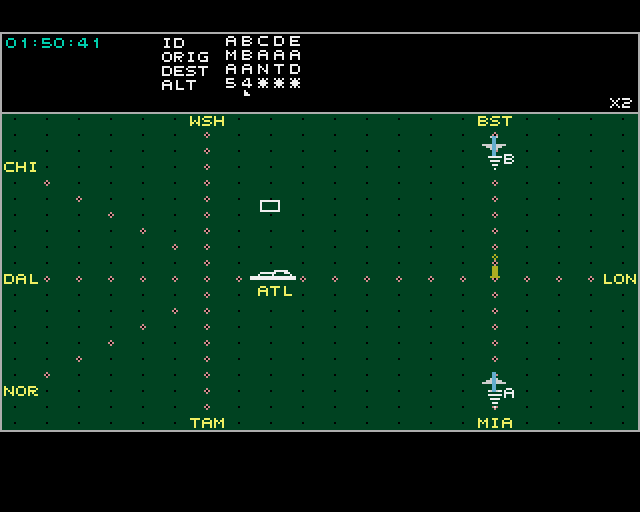 01:50:41
ID ABCDE
ORIG MBAAA
DEST AANTD
ALT 54***
X2
WSH BST
CHI
B
DAL LON
ATL
NOR A
TAM MIA